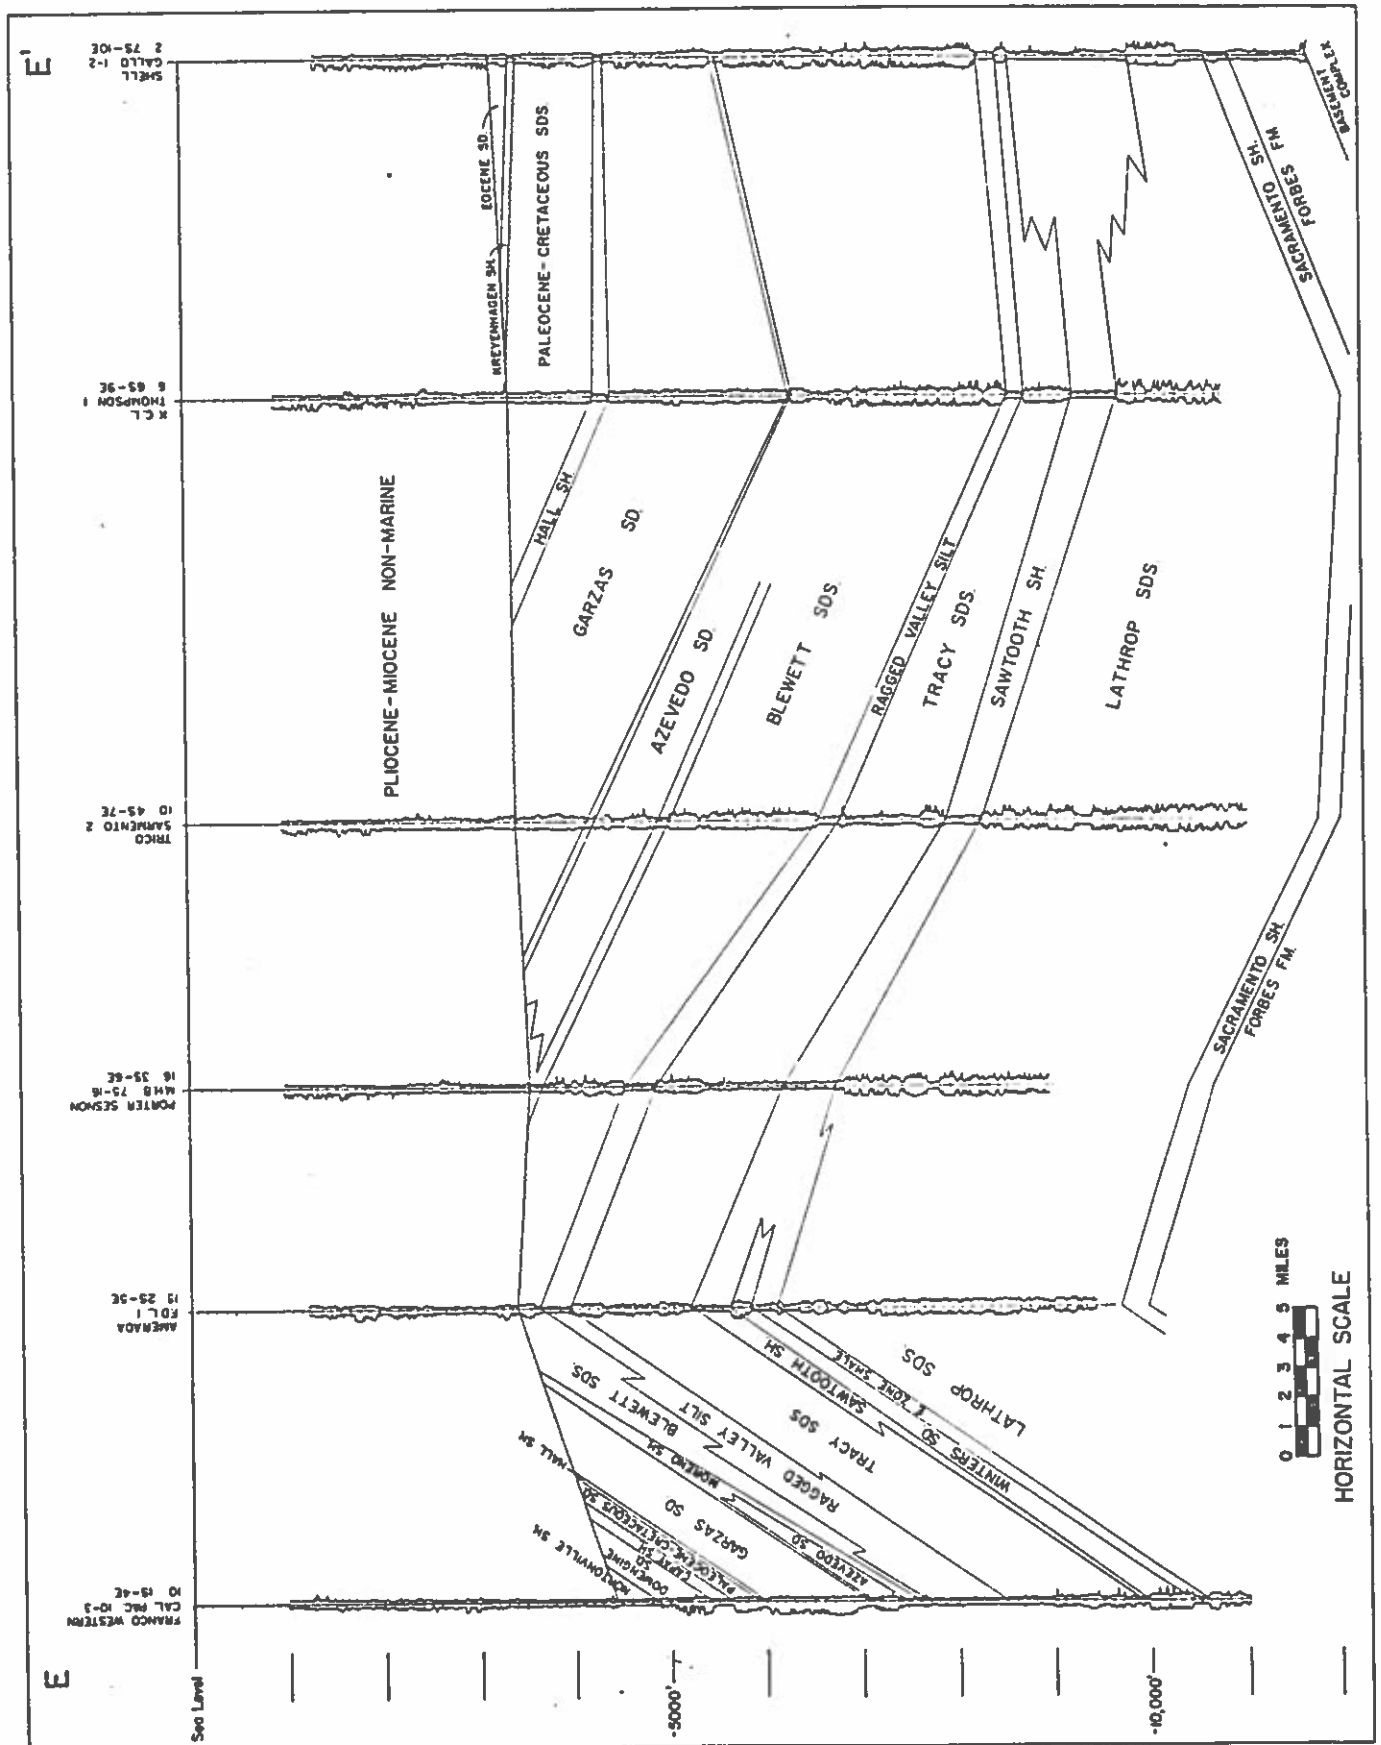 E
E'
FRANCO WESTERN
CAL PAC 10-3
10 1S-4E
AMERADA
F.D.L. 1
19 2S-5E
PORTER SESNON
M.H.B 75-16
16 3S-6E
TRICO
SARMENTO 2
10 4S-7E
K.C.L.
THOMPSON 1
6 6S-9E
SHELL
GALLO 1-2
2 7S-10E
Sea Level
-5000'
-10,000'
PLIOCENE-MIOCENE NON-MARINE
KREYENHAGEN SH.
EOCENE SD.
PALEOCENE-CRETACEOUS SDS.
HALL SH.
GARZAS SD.
AZEVEDO SD.
BLEWETT SDS.
RAGGED VALLEY SILT
TRACY SDS.
SAWTOOTH SH.
LATHROP SDS.
SACRAMENTO SH.
FORBES FM.
SACRAMENTO SH.
FORBES FM
BASEMENT
COMPLEX
NORTONVILLE SH
DOMENGINE
SD
CAPAY SH
PALEOCENE-CRETACEOUS SD
HALL SH
GARZAS SD
AZEVEDO SD
MORENO SH
BLEWETT SDS.
RAGGED VALLEY SILT
TRACY SDS
SAWTOOTH SH
WINTERS SD
ZONE SHALE
LATHROP
SDS.
0 1 2 3 4 5 MILES
HORIZONTAL SCALE